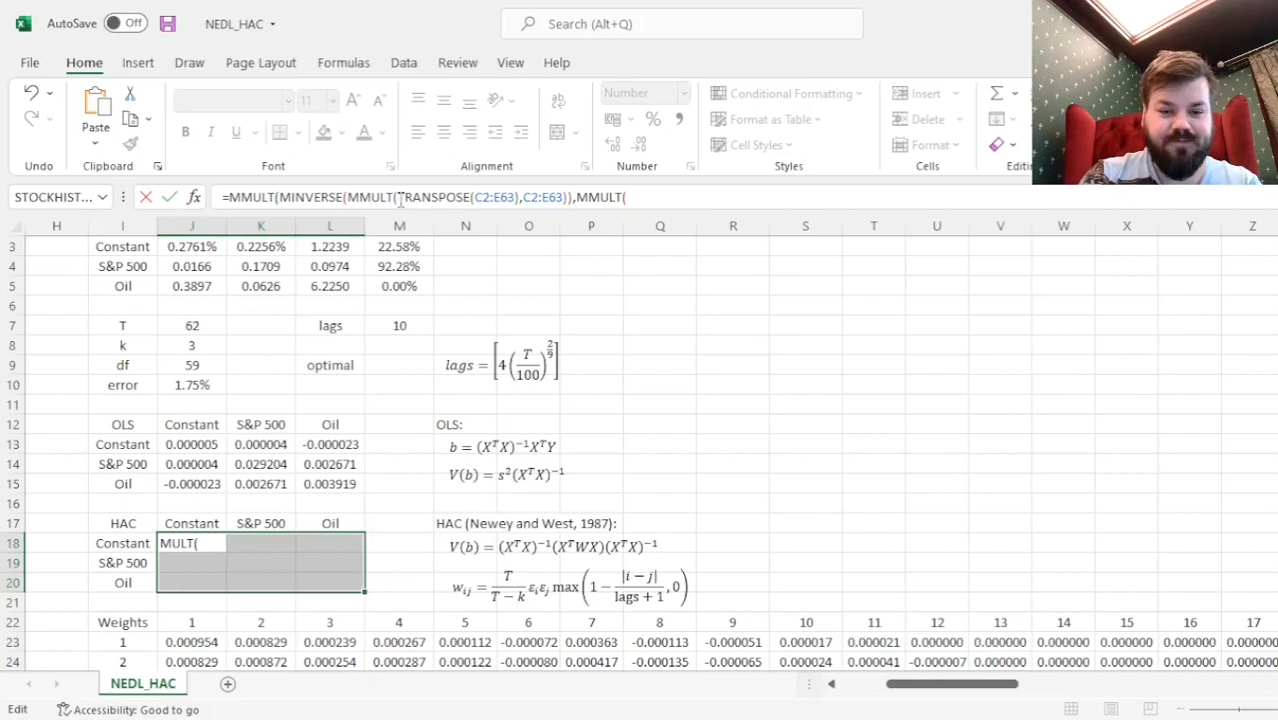 AutoSave Off NEDL_HAC Search (Alt+Q)
File Home Insert Draw Page Layout Formulas Data Review View Help
11 A A Number Conditional Formatting Insert
Paste B I U A Format as Table Delete
Cell Styles Format
Undo Clipboard Font Alignment Number Styles Cells
STOCKHIST... fx =MMULT(MINVERSE(MMULT(TRANSPOSE(C2:E63),C2:E63)),MMULT(
H I J K L M N O P Q R S T U V W X Y Z
3 Constant 0.2761% 0.2256% 1.2239 22.58%
4 S&P 500 0.0166 0.1709 0.0974 92.28%
5 Oil 0.3897 0.0626 6.2250 0.00%
6
7 T 62 lags 10
8 k 3
9 df 59 optimal lags = [4(T/100)^(2/9)]
10 error 1.75%
11
12 OLS Constant S&P 500 Oil OLS:
13 Constant 0.000005 0.000004 -0.000023 b = (XᵀX)⁻¹XᵀY
14 S&P 500 0.000004 0.029204 0.002671 V(b) = s²(XᵀX)⁻¹
15 Oil -0.000023 0.002671 0.003919
16
17 HAC Constant S&P 500 Oil HAC (Newey and West, 1987):
18 Constant MULT( V(b) = (XᵀX)⁻¹(XᵀWX)(XᵀX)⁻¹
19 S&P 500
20 Oil wᵢⱼ = T/(T − k) εᵢεⱼ max(1 − |i − j|/(lags + 1), 0)
21
22 Weights 1 2 3 4 5 6 7 8 9 10 11 12 13 14 15 16 17
23 1 0.000954 0.000829 0.000239 0.000267 0.000112 -0.000072 0.000363 -0.000113 -0.000051 0.000017 0.000021 0.000000 0.000000 0.000000 0.000000 0.000000 0.000000
24 2 0.000829 0.000872 0.000254 0.000287 0.000122 -0.000080 0.000417 -0.000135 -0.000065 0.000024 0.000041 -0.000007 0.000000 0.000000 0.000000 0.000000 0.000000
NEDL_HAC
Edit Accessibility: Good to go